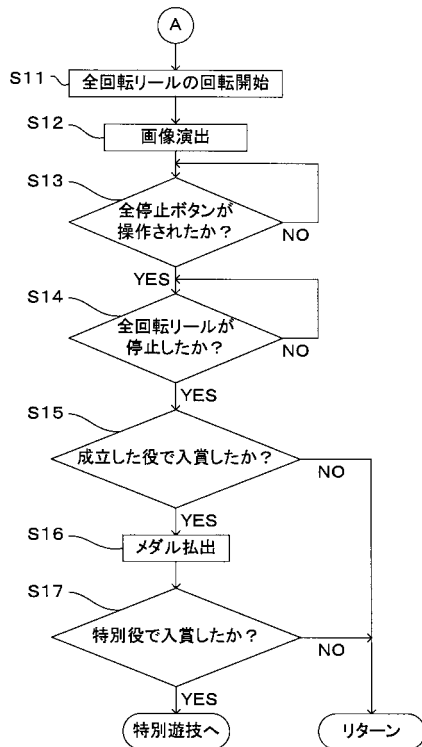 A
S11
全回転リールの回転開始
S12
画像演出
S13
全停止ボタンが
操作されたか？
NO
YES
S14
全回転リールが
停止したか？
NO
YES
S15
成立した役で入賞したか？
NO
YES
S16
メダル払出
S17
特別役で入賞したか？
NO
YES
特別遊技へ
リターン